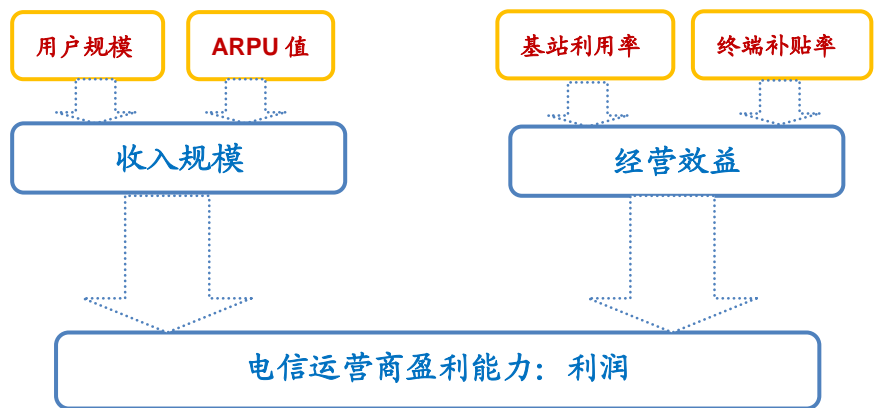 用户规模
ARPU 值
基站利用率
终端补贴率
收入规模
经营效益
电信运营商盈利能力：利润